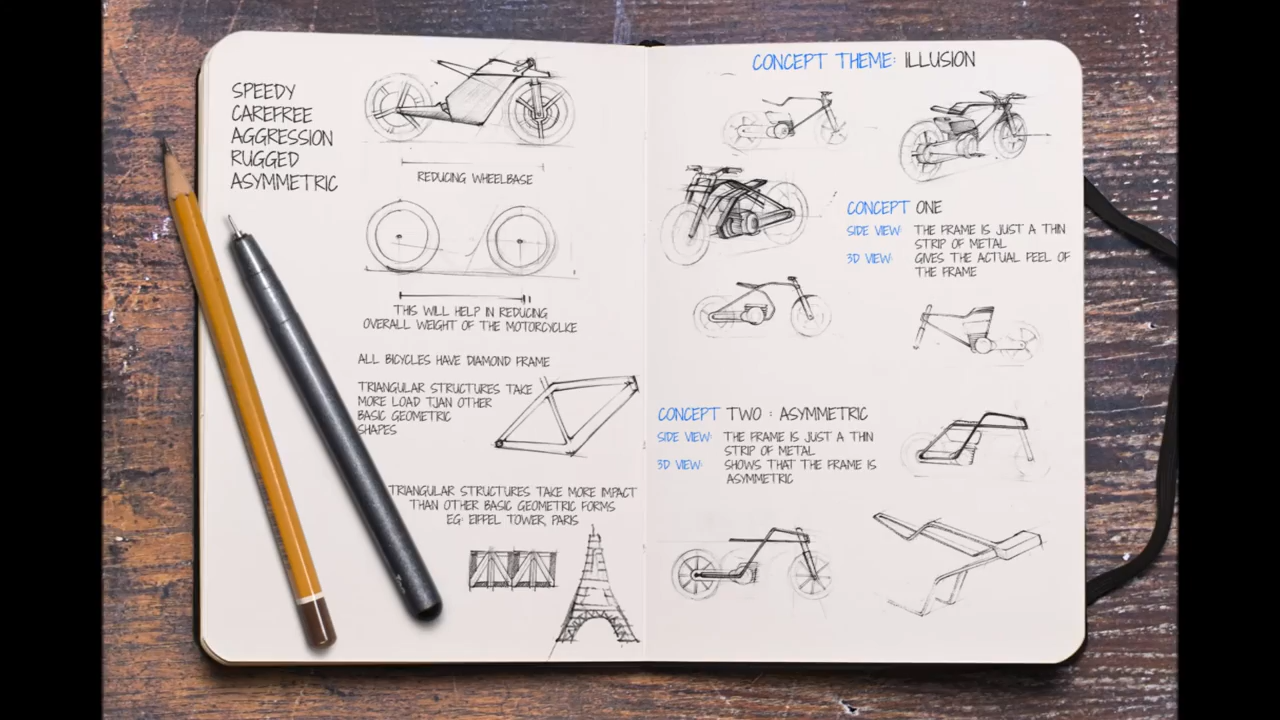 SPEEDY
CAREFREE
AGGRESSION
RUGGED
ASYMMETRIC
REDUCING WHEELBASE
THIS WILL HELP IN REDUCING
OVERALL WEIGHT OF THE MOTORCYCLKE
ALL BICYCLES HAVE DIAMOND FRAME
TRIANGULAR STRUCTURES TAKE
MORE LOAD TJAN OTHER
BASIC GEOMETRIC
SHAPES
TRIANGULAR STRUCTURES TAKE MORE IMPACT
THAN OTHER BASIC GEOMETRIC FORMS
EG: EIFFEL TOWER, PARIS
CONCEPT THEME: ILLUSION
CONCEPT ONE
SIDE VIEW: THE FRAME IS JUST A THIN
STRIP OF METAL
3D VIEW: GIVES THE ACTUAL FEEL OF
THE FRAME
CONCEPT TWO : ASYMMETRIC
SIDE VIEW: THE FRAME IS JUST A THIN
STRIP OF METAL
3D VIEW: SHOWS THAT THE FRAME IS
ASYMMETRIC